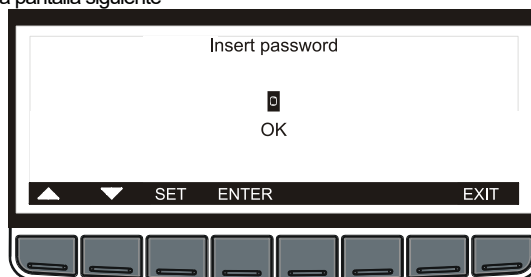 a pantalla siguiente
Insert password
0
OK
SET ENTER EXIT